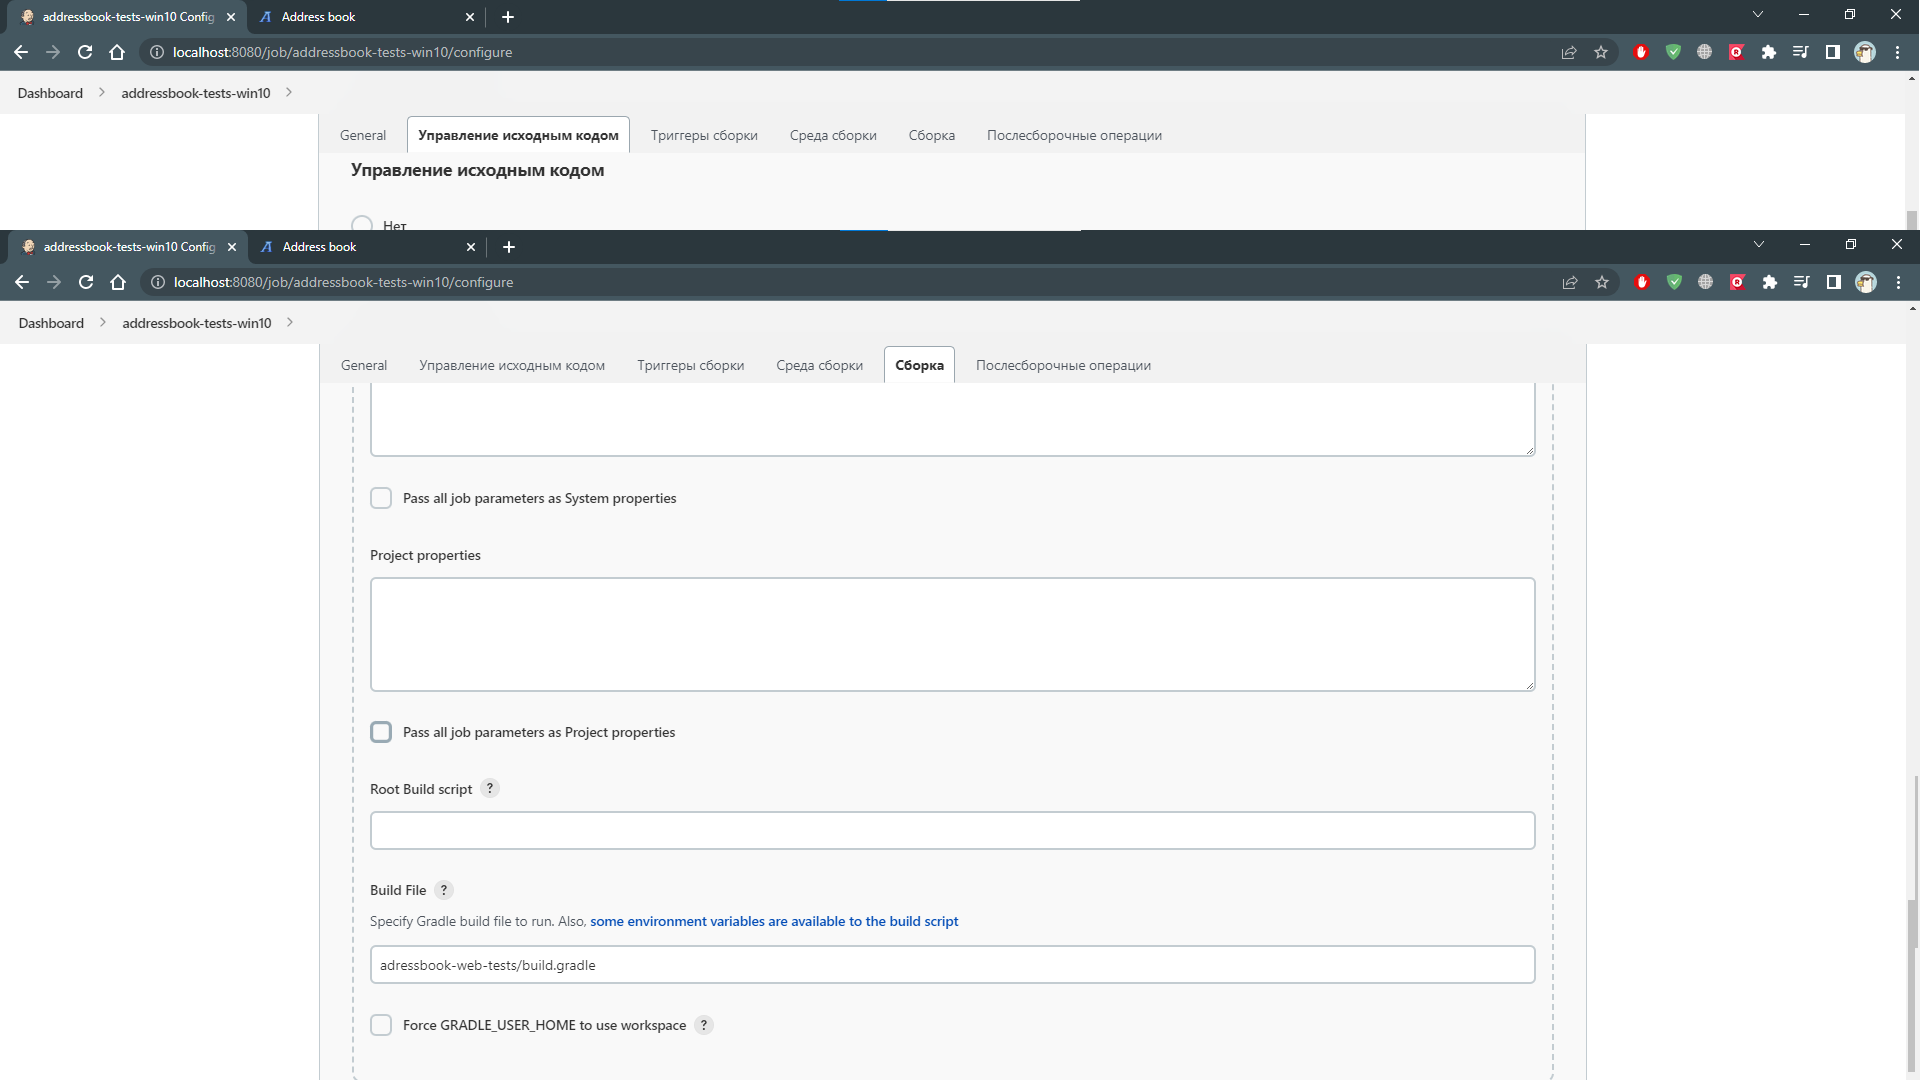 addressbook-tests-win10 Config
Address book
localhost:8080/job/addressbook-tests-win10/configure
Dashboard
addressbook-tests-win10
General
Управление исходным кодом
Триггеры сборки
Среда сборки
Сборка
Послесборочные операции
Управление исходным кодом
Нет
addressbook-tests-win10 Config
Address book
localhost:8080/job/addressbook-tests-win10/configure
Dashboard
addressbook-tests-win10
General
Управление исходным кодом
Триггеры сборки
Среда сборки
Сборка
Послесборочные операции
Pass all job parameters as System properties
Project properties
Pass all job parameters as Project properties
Root Build script ?
Build File ?
Specify Gradle build file to run. Also, some environment variables are available to the build script
adressbook-web-tests/build.gradle
Force GRADLE_USER_HOME to use workspace ?